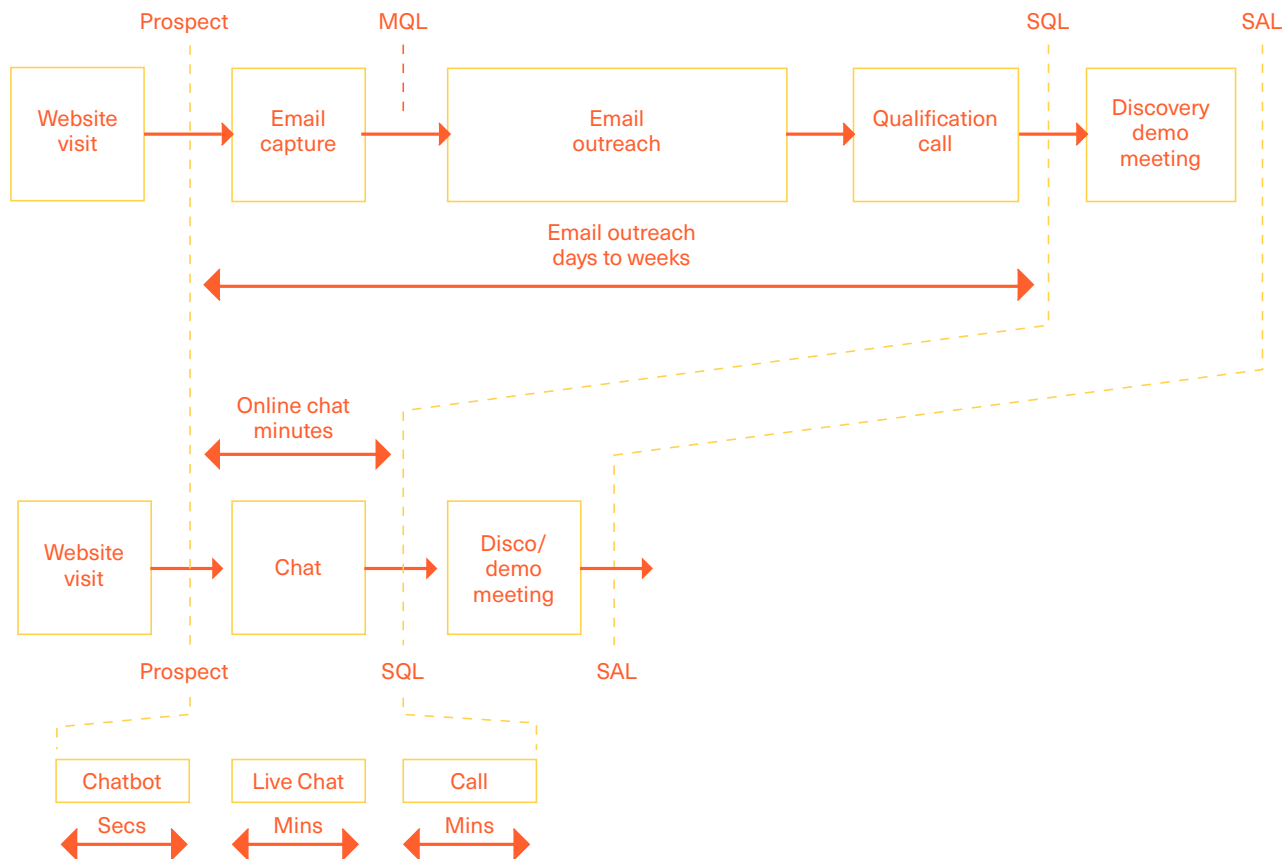 Prospect
MQL
SQL
SAL
Website
visit
Email
capture
Email
outreach
Qualification
call
Discovery
demo
meeting
Email outreach
days to weeks
Online chat
minutes
Website
visit
Chat
Disco/
demo
meeting
Prospect
SQL
SAL
Chatbot
Live Chat
Call
Secs
Mins
Mins